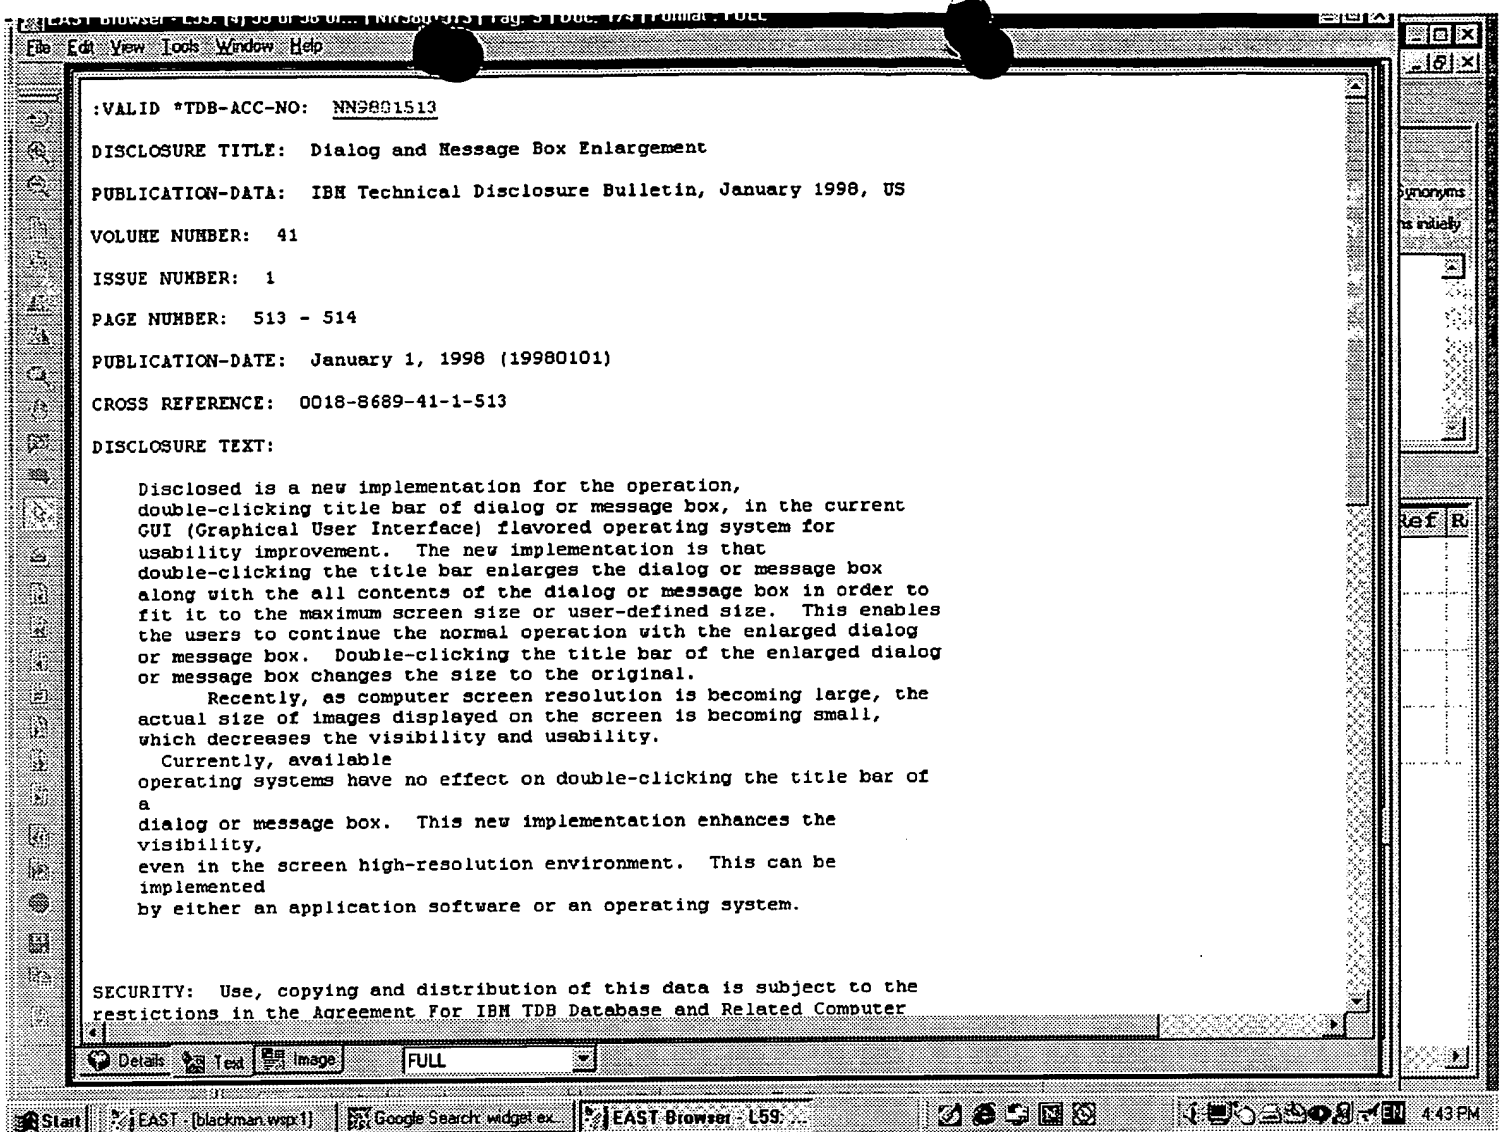 File Edit View Tools Window Help
:VALID *TDB-ACC-NO: NN9801513
DISCLOSURE TITLE: Dialog and Message Box Enlargement
PUBLICATION-DATA: IBM Technical Disclosure Bulletin, January 1998, US
VOLUME NUMBER: 41
ISSUE NUMBER: 1
PAGE NUMBER: 513 - 514
PUBLICATION-DATE: January 1, 1998 (19980101)
CROSS REFERENCE: 0018-8689-41-1-513
DISCLOSURE TEXT:
Disclosed is a new implementation for the operation,
double-clicking title bar of dialog or message box, in the current
GUI (Graphical User Interface) flavored operating system for
usability improvement. The new implementation is that
double-clicking the title bar enlarges the dialog or message box
along with the all contents of the dialog or message box in order to
fit it to the maximum screen size or user-defined size. This enables
the users to continue the normal operation with the enlarged dialog
or message box. Double-clicking the title bar of the enlarged dialog
or message box changes the size to the original.
Recently, as computer screen resolution is becoming large, the
actual size of images displayed on the screen is becoming small,
which decreases the visibility and usability.
Currently, available
operating systems have no effect on double-clicking the title bar of
a
dialog or message box. This new implementation enhances the
visibility,
even in the screen high-resolution environment. This can be
implemented
by either an application software or an operating system.
SECURITY: Use, copying and distribution of this data is subject to the
restictions in the Agreement For IBM TDB Database and Related Computer
Details Text Image FULL
Synonyms
initially
Ref
Start EAST - [blackman.wsp:1] Google Search: widget ex... EAST Browser - L59: ... EN 4:43 PM